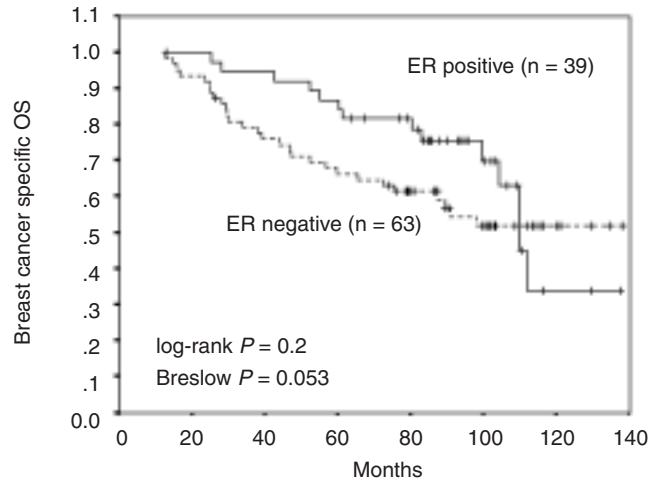 Breast cancer specific OS
1.1
1.0
.9
.8
.7
.6
.5
.4
.3
.2
.1
0.0
ER positive (n = 39)
ER negative (n = 63)
log-rank P = 0.2
Breslow P = 0.053
0 20 40 60 80 100 120 140
Months